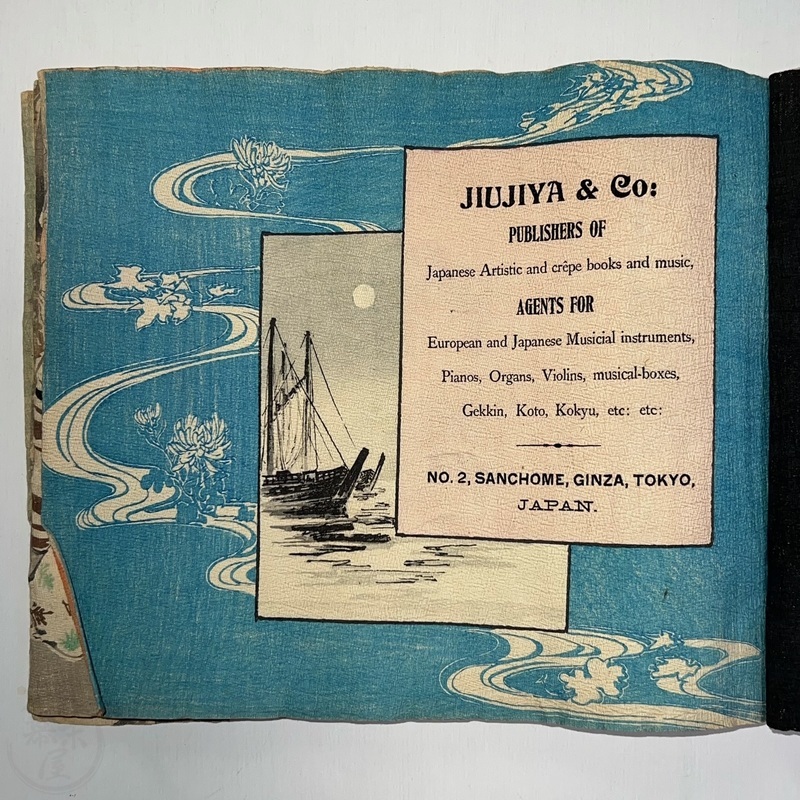 JIUJIYA & Co:
PUBLISHERS OF
Japanese Artistic and crêpe books and music,
AGENTS FOR
European and Japanese Musicial instruments,
Pianos, Organs, Violins, musical-boxes,
Gekkin, Koto, Kokyu, etc: etc:
NO. 2, SANCHOME, GINZA, TOKYO,
JAPAN.